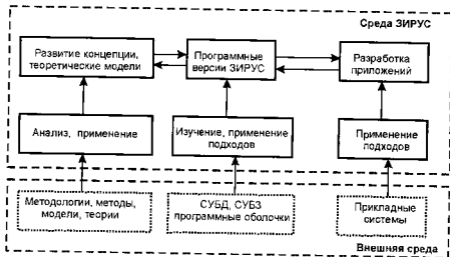 Среда ЗИРУС
Развитие концепции,
теоретические модели
Программные
версии ЗИРУС
Разработка
приложений
Анализ, применение
Изучение, применение
подходов
Применение
подходов
Методологии, методы,
модели, теории
СУБД, СУБЗ
программные оболочки
Прикладные
системы
Внешняя среда